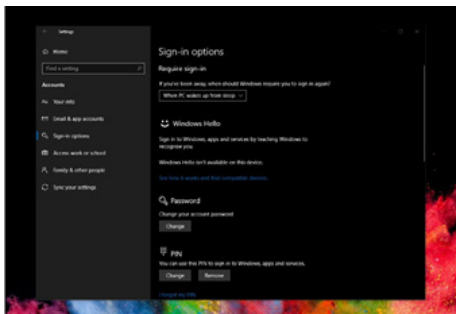 Settings
Home
Find a setting
Accounts
Your info
Email & app accounts
Sign-in options
Access work or school
Family & other people
Sync your settings
Sign-in options
Require sign-in
If you've been away, when should Windows require you to sign in again?
When PC wakes up from sleep
Windows Hello
Sign in to Windows, apps and services by teaching Windows to
recognize you.
Windows Hello isn't available on this device.
See how it works and find compatible devices.
Password
Change your account password
Change
PIN
You can use this PIN to sign in to Windows, apps and services.
Change Remove
I forgot my PIN